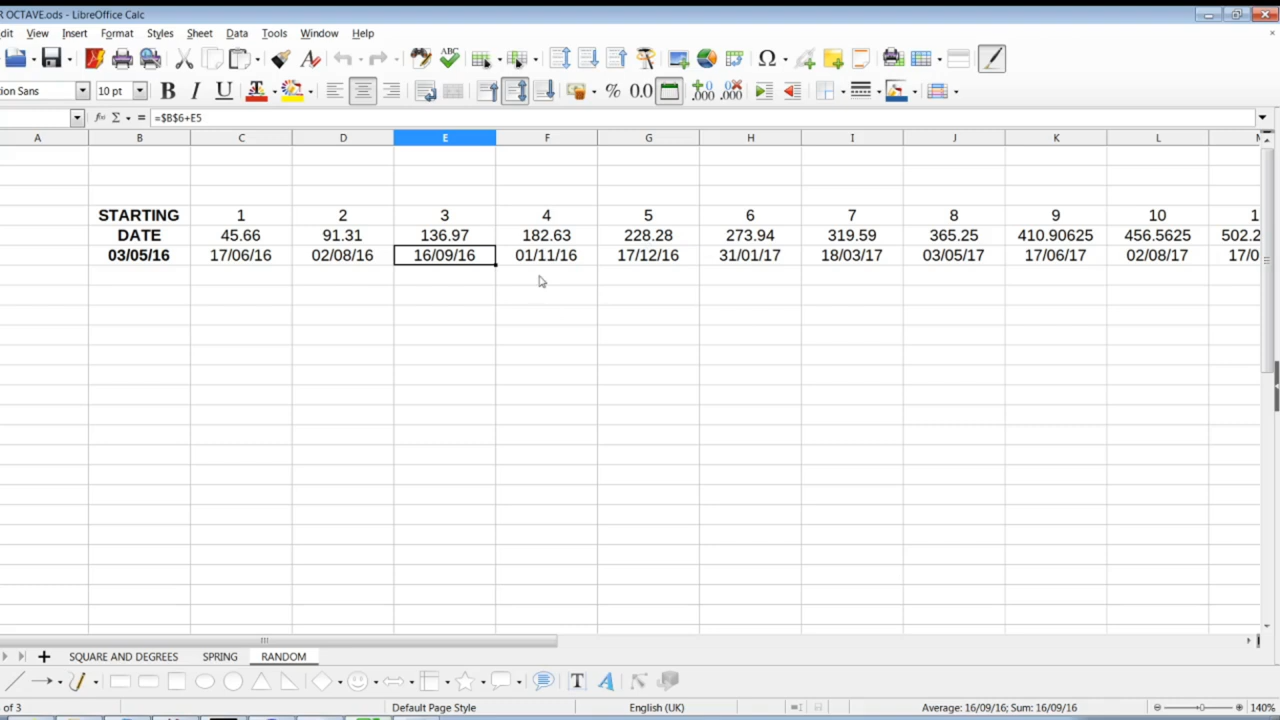 R OCTAVE.ods - LibreOffice Calc
dit View Insert Format Styles Sheet Data Tools Window Help
ion Sans 10 pt
=$B$6+E5
A B C D E F G H I J K L M
STARTING 1 2 3 4 5 6 7 8 9 10 1
DATE 45.66 91.31 136.97 182.63 228.28 273.94 319.59 365.25 410.90625 456.5625 502.2
03/05/16 17/06/16 02/08/16 16/09/16 01/11/16 17/12/16 31/01/17 18/03/17 03/05/17 17/06/17 02/08/17 17/0
SQUARE AND DEGREES SPRING RANDOM
of 3 Default Page Style English (UK) Average: 16/09/16; Sum: 16/09/16 140%